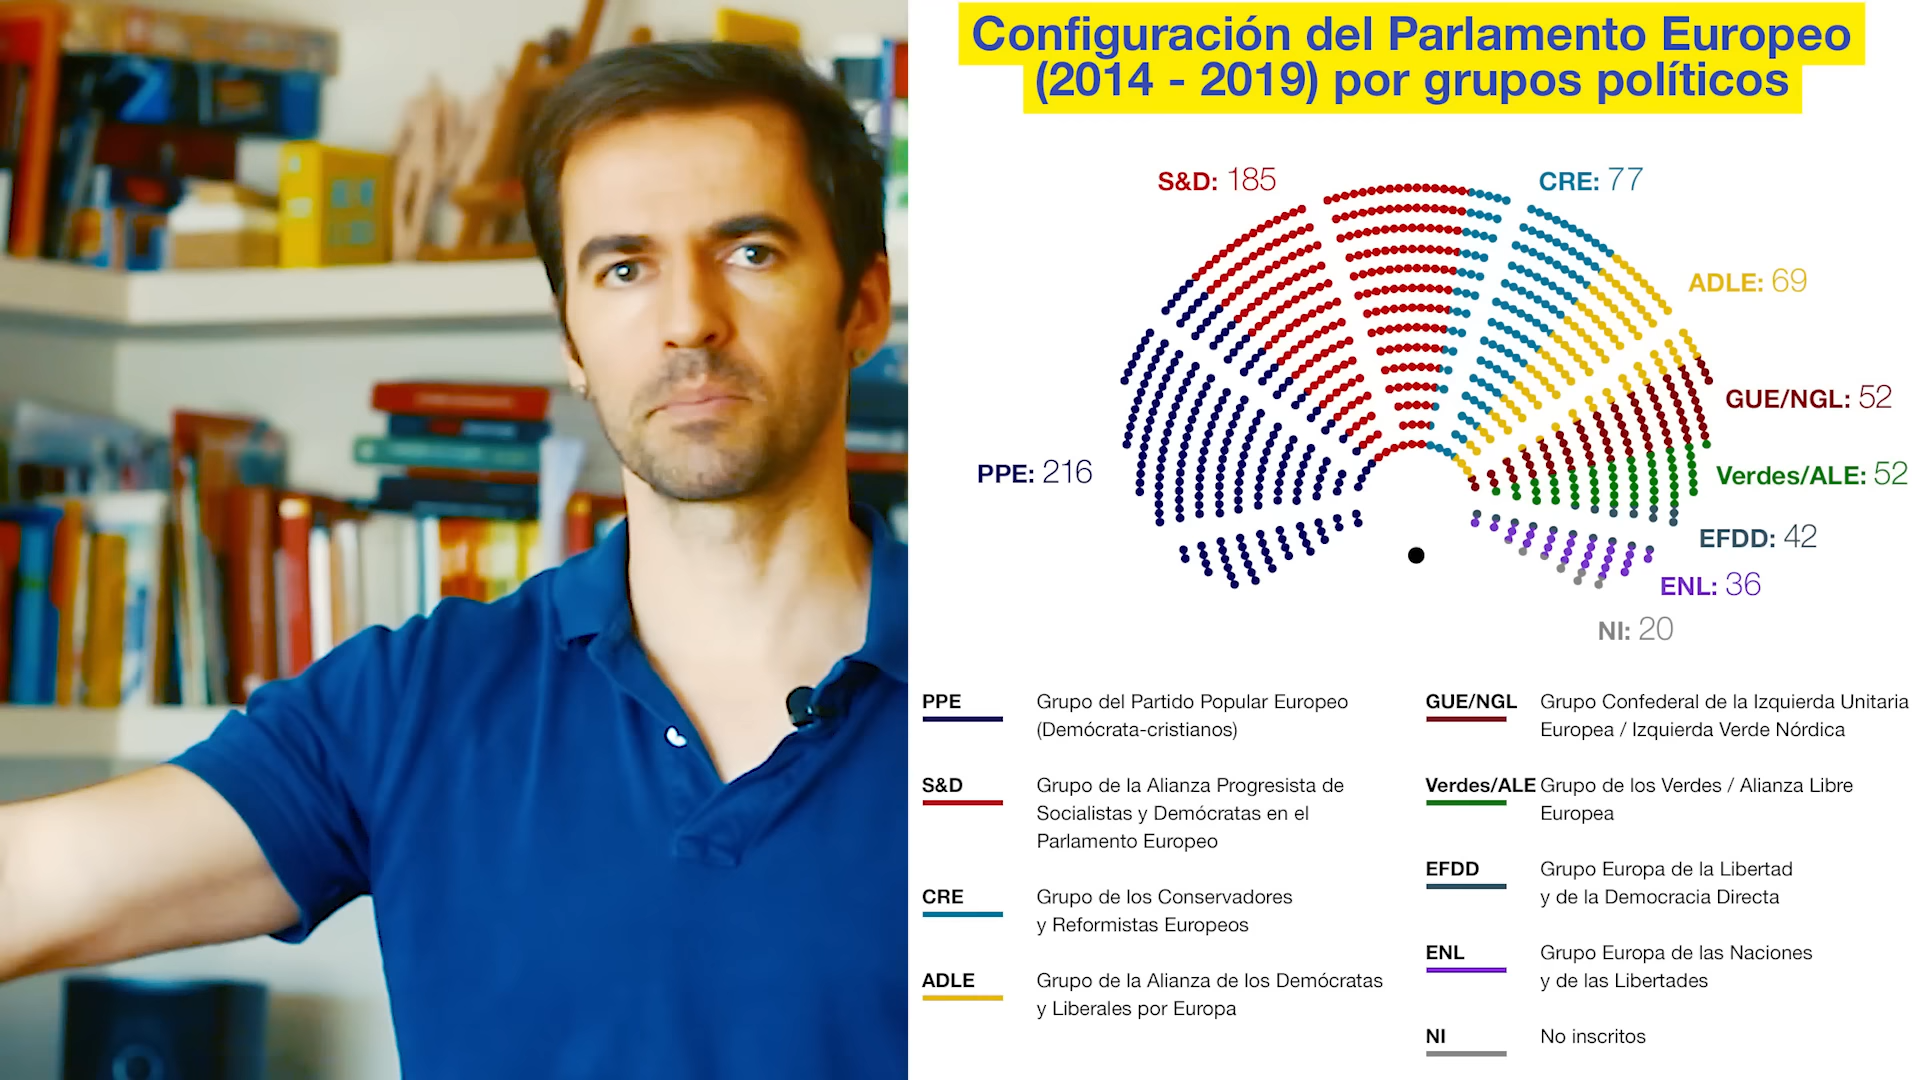 Configuración del Parlamento Europeo
(2014 - 2019) por grupos políticos
S&D: 185
CRE: 77
ADLE: 69
GUE/NGL: 52
PPE: 216
Verdes/ALE: 52
EFDD: 42
ENL: 36
NI: 20
PPE
Grupo del Partido Popular Europeo
(Demócrata-cristianos)
S&D
Grupo de la Alianza Progresista de
Socialistas y Demócratas en el
Parlamento Europeo
CRE
Grupo de los Conservadores
y Reformistas Europeos
ADLE
Grupo de la Alianza de los Demócratas
y Liberales por Europa
GUE/NGL
Grupo Confederal de la Izquierda Unitaria
Europea / Izquierda Verde Nórdica
Verdes/ALE
Grupo de los Verdes / Alianza Libre
Europea
EFDD
Grupo Europa de la Libertad
y de la Democracia Directa
ENL
Grupo Europa de las Naciones
y de las Libertades
NI
No inscritos